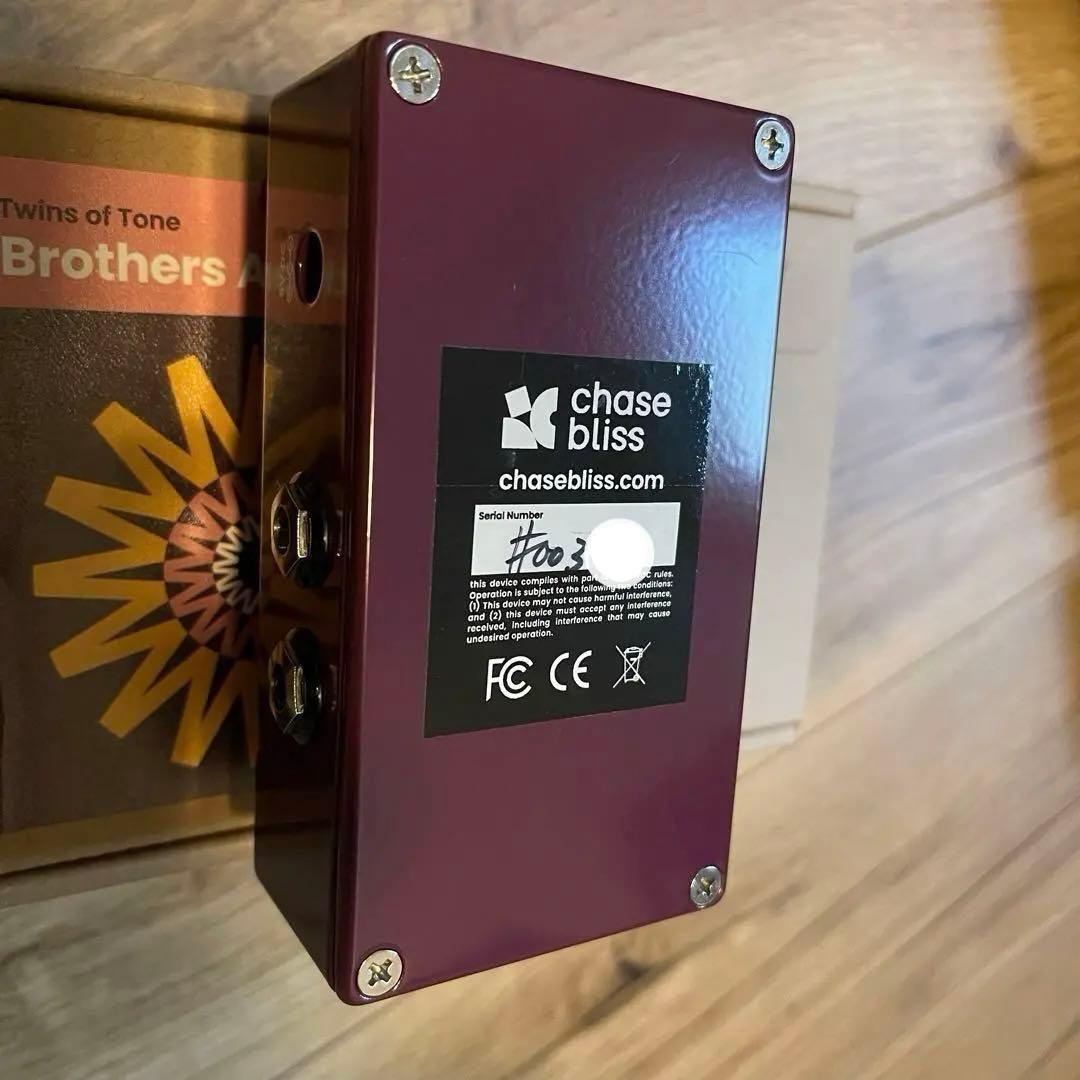 Twins of Tone
Brothers A
chase
bliss
chasebliss.com
Serial Number
#003
this device complies with par C rules.
Operation is subject to the following two conditions:
(1) This device may not cause harmful interference,
and (2) this device must accept any interference
received, including interference that may cause
undesired operation.
FC CE